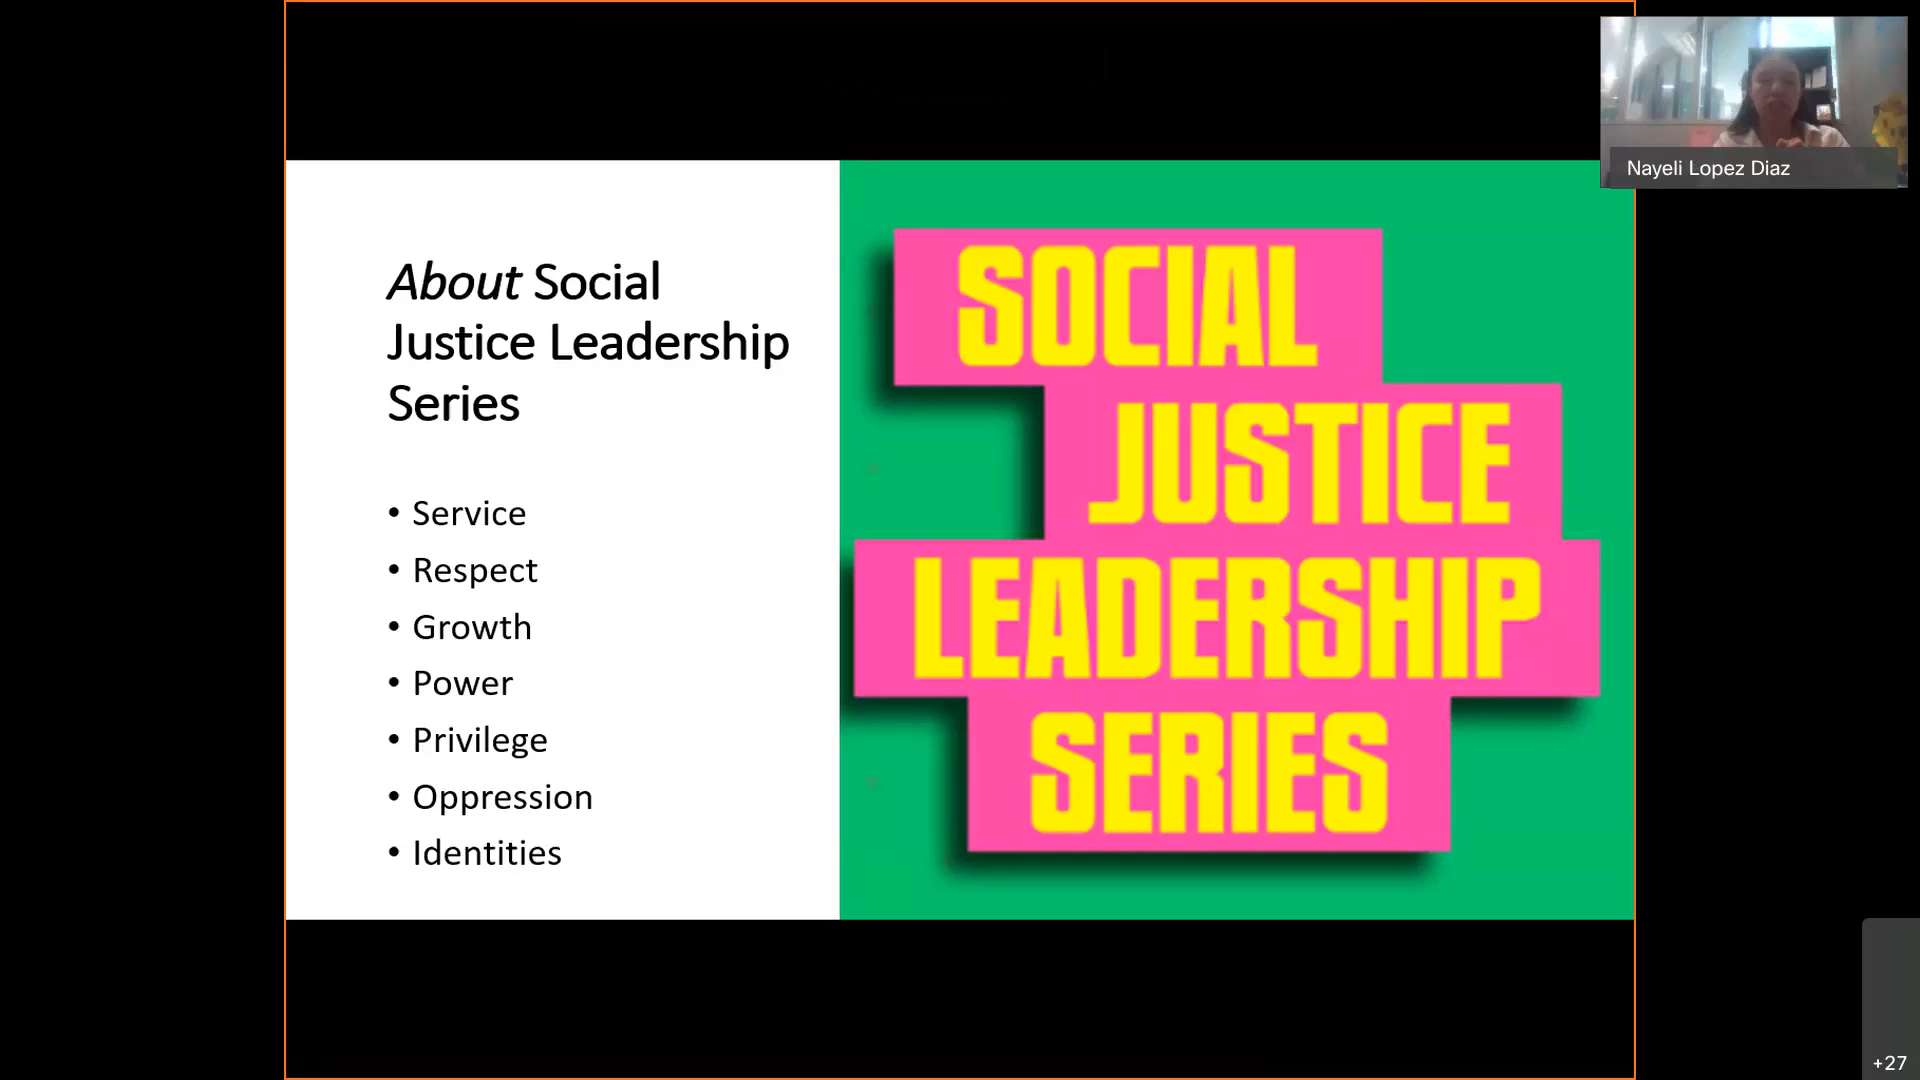 About Social
Justice Leadership
Series
• Service
• Respect
• Growth
• Power
• Privilege
• Oppression
• Identities
SOCIAL
JUSTICE
LEADERSHIP
SERIES
Nayeli Lopez Diaz
+27